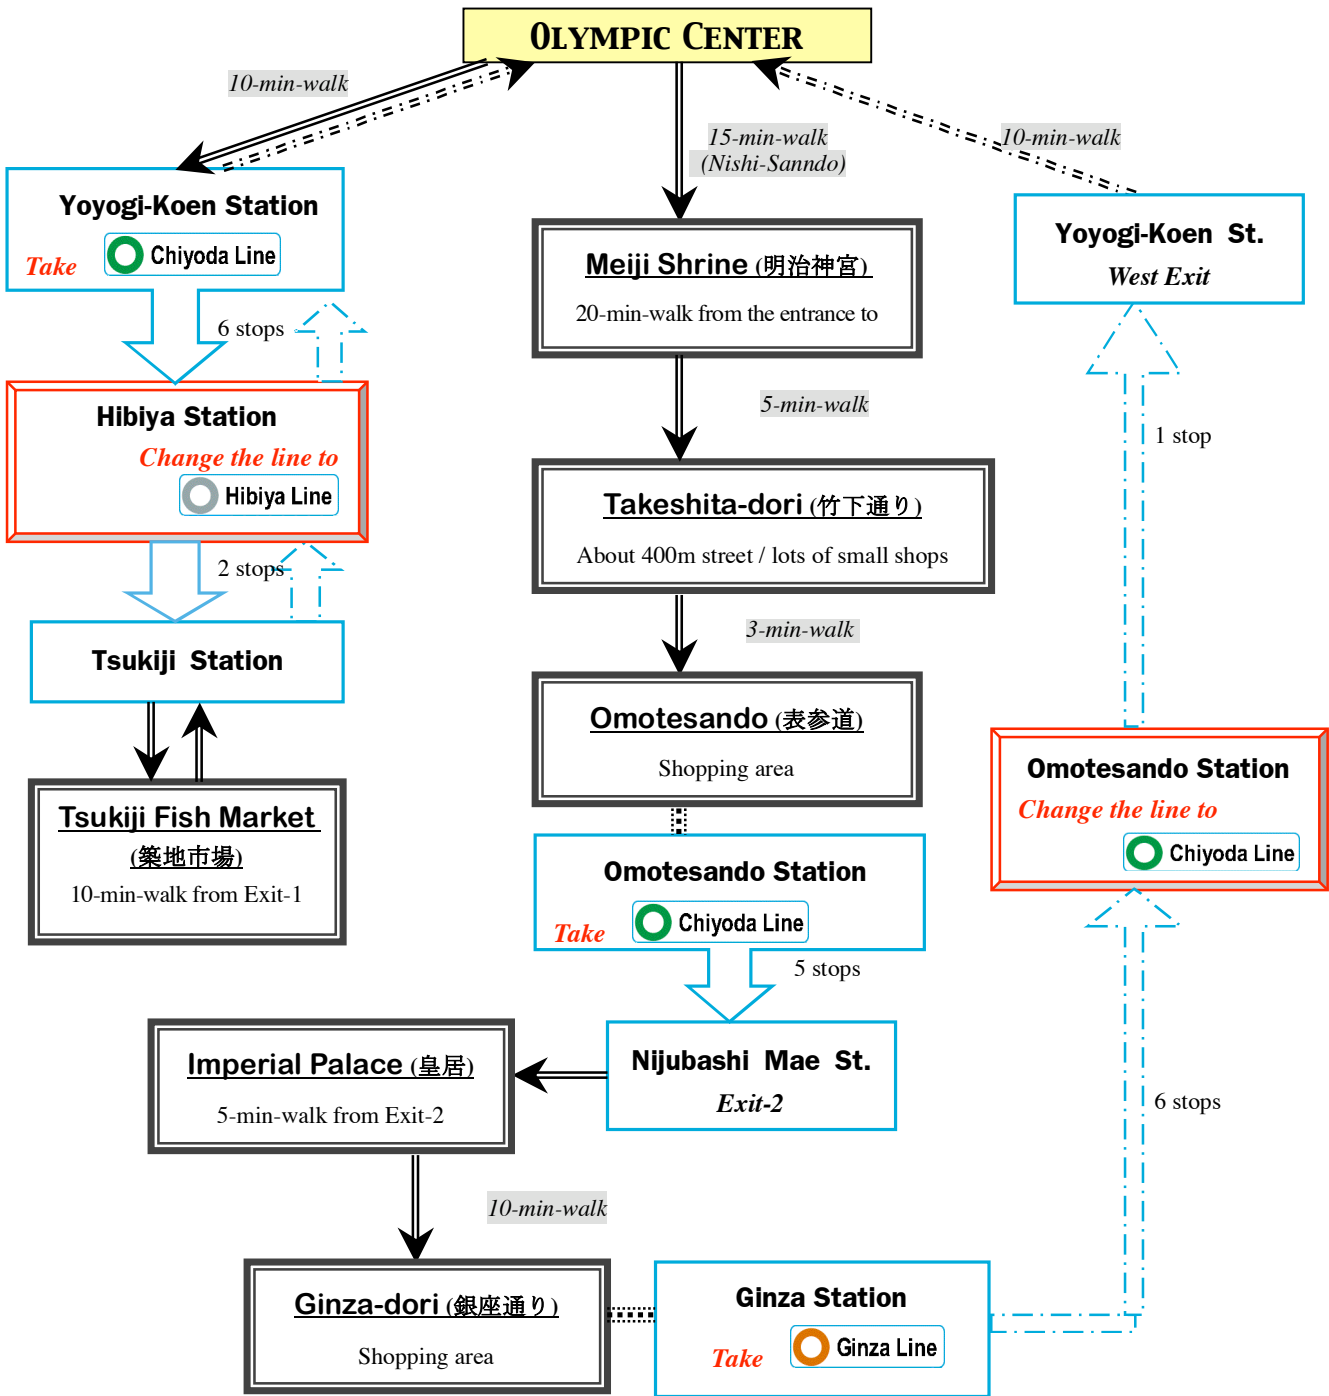 OLYMPIC CENTER
10-min-walk
15-min-walk
(Nishi-Sanndo)
10-min-walk
Yoyogi-Koen Station
Take Chiyoda Line
6 stops
Hibiya Station
Change the line to
Hibiya Line
2 stops
Tsukiji Station
Tsukiji Fish Market
(築地市場)
10-min-walk from Exit-1
Meiji Shrine (明治神宮)
20-min-walk from the entrance to
5-min-walk
Takeshita-dori (竹下通り)
About 400m street / lots of small shops
3-min-walk
Omotesando (表参道)
Shopping area
Omotesando Station
Take Chiyoda Line
5 stops
Nijubashi Mae St.
Exit-2
Imperial Palace (皇居)
5-min-walk from Exit-2
10-min-walk
Ginza-dori (銀座通り)
Shopping area
Ginza Station
Take Ginza Line
6 stops
Omotesando Station
Change the line to
Chiyoda Line
1 stop
Yoyogi-Koen St.
West Exit